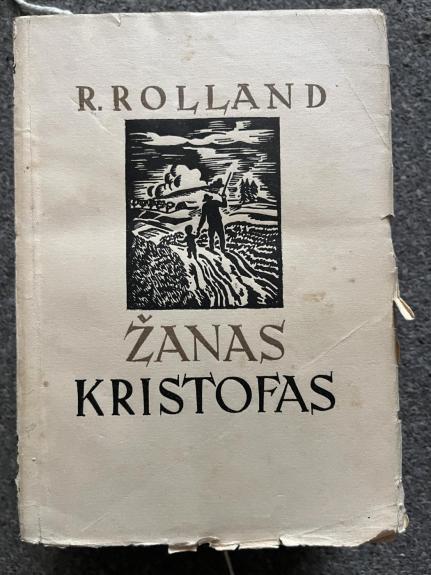 R. ROLLAND
ŽANAS
KRISTOFAS